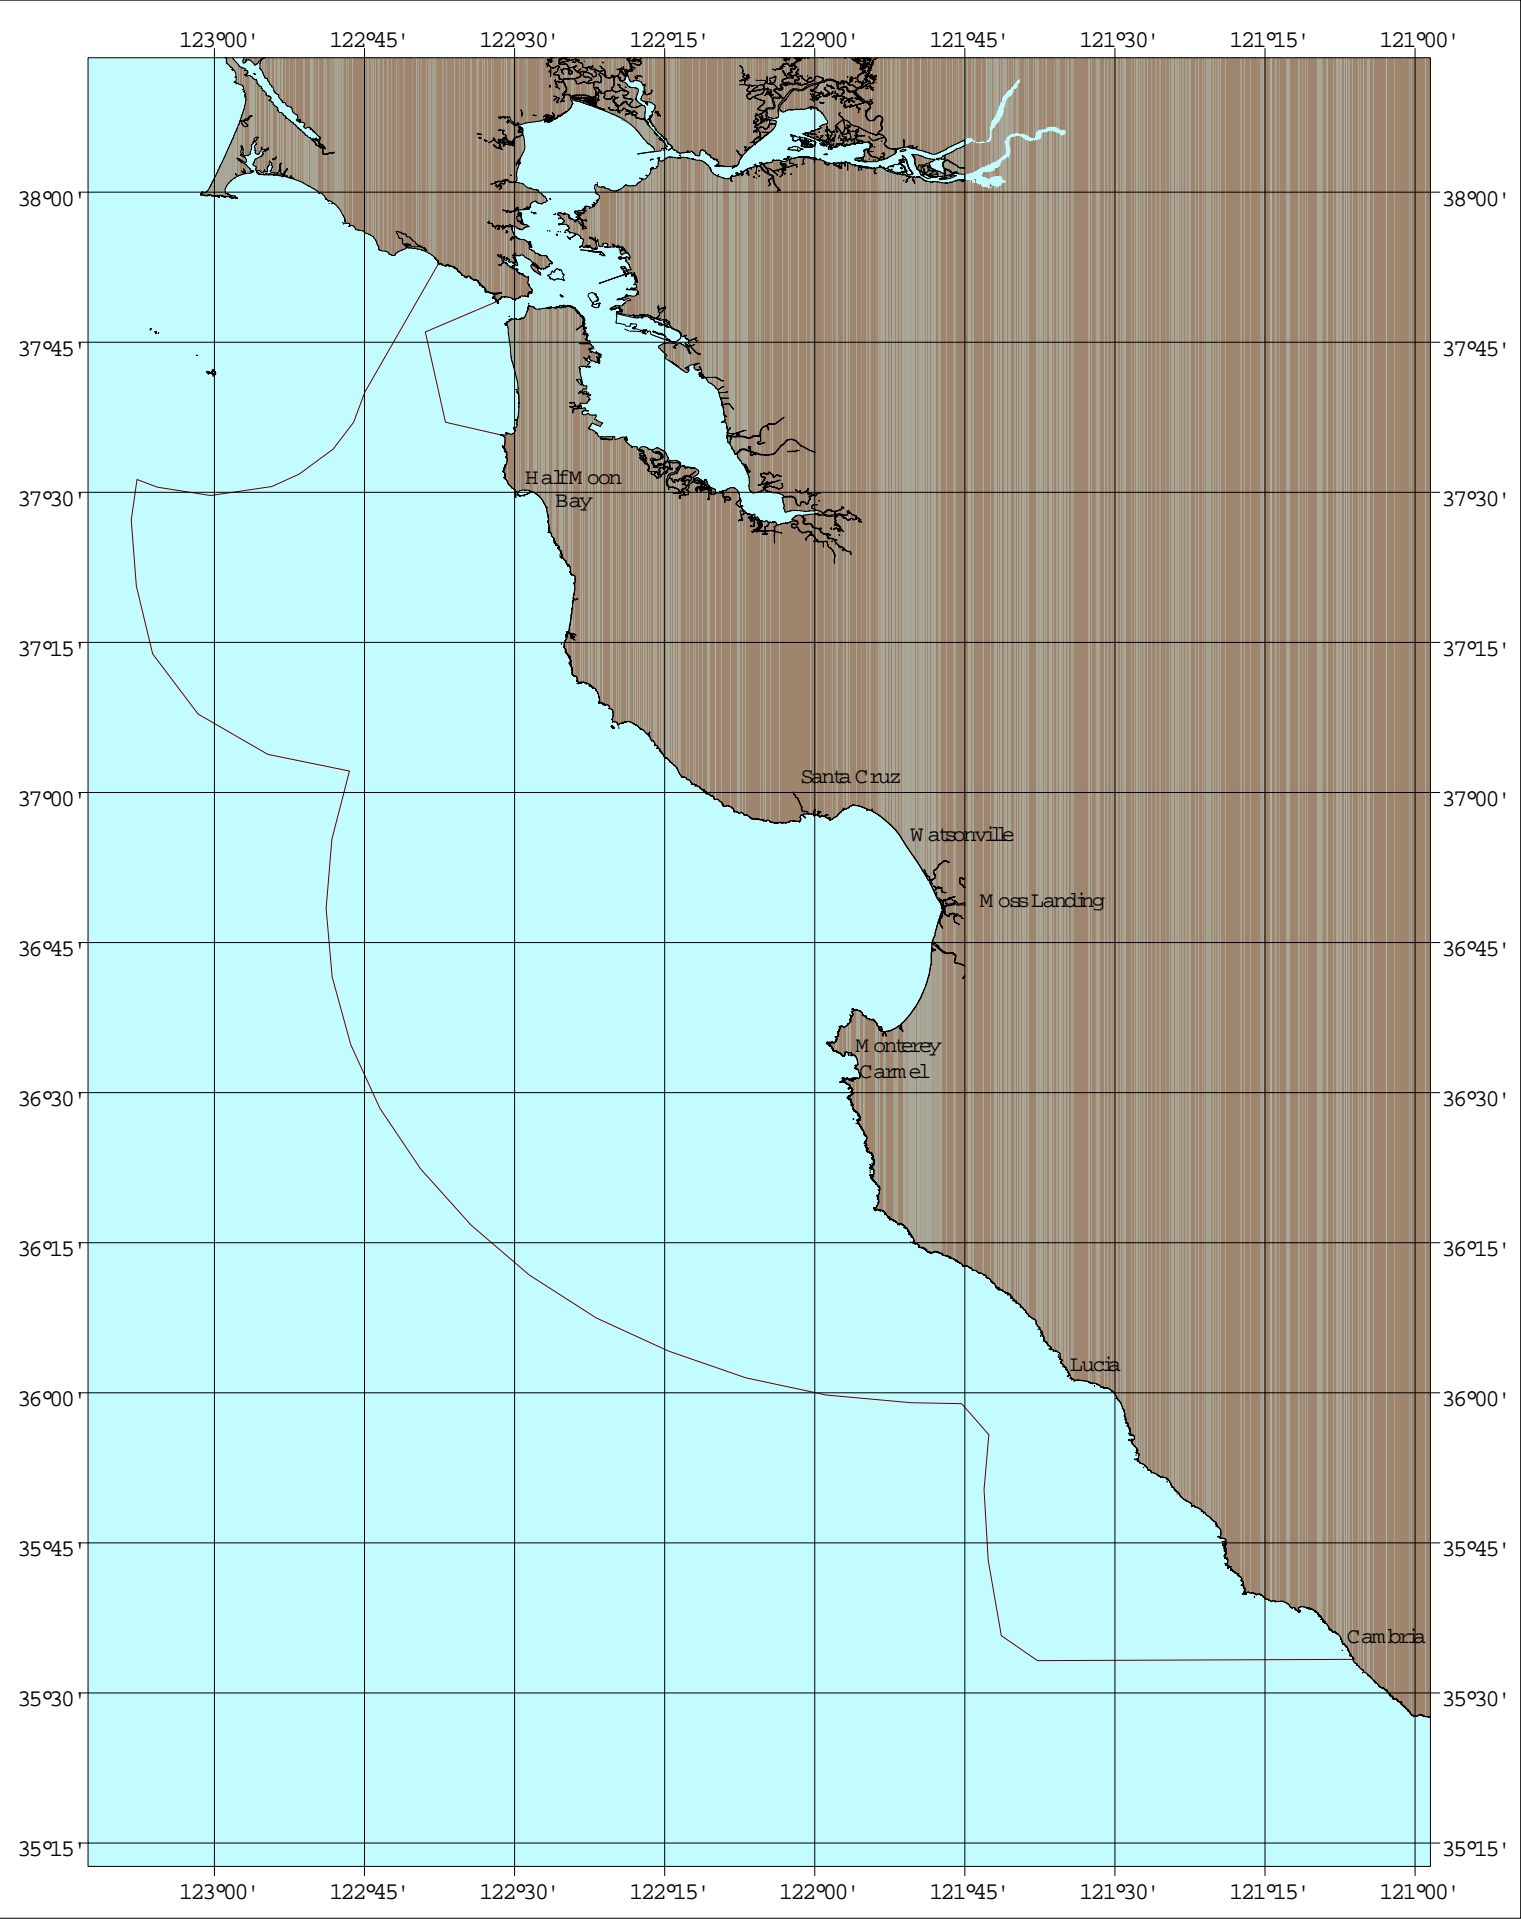 123°00' 122°45' 122°30' 122°15' 122°00' 121°45' 121°30' 121°15' 121°00'
38°00' 38°00'
37°45' 37°45'
Half Moon
37°30' 37°30'
Bay
37°15' 37°15'
Santa Cruz
37°00' 37°00'
Watsonville
Moss Landing
36°45' 36°45'
Monterey
Carmel
36°30' 36°30'
36°15' 36°15'
Lucia
36°00' 36°00'
35°45' 35°45'
Cambria
35°30' 35°30'
35°15' 35°15'
123°00' 122°45' 122°30' 122°15' 122°00' 121°45' 121°30' 121°15' 121°00'